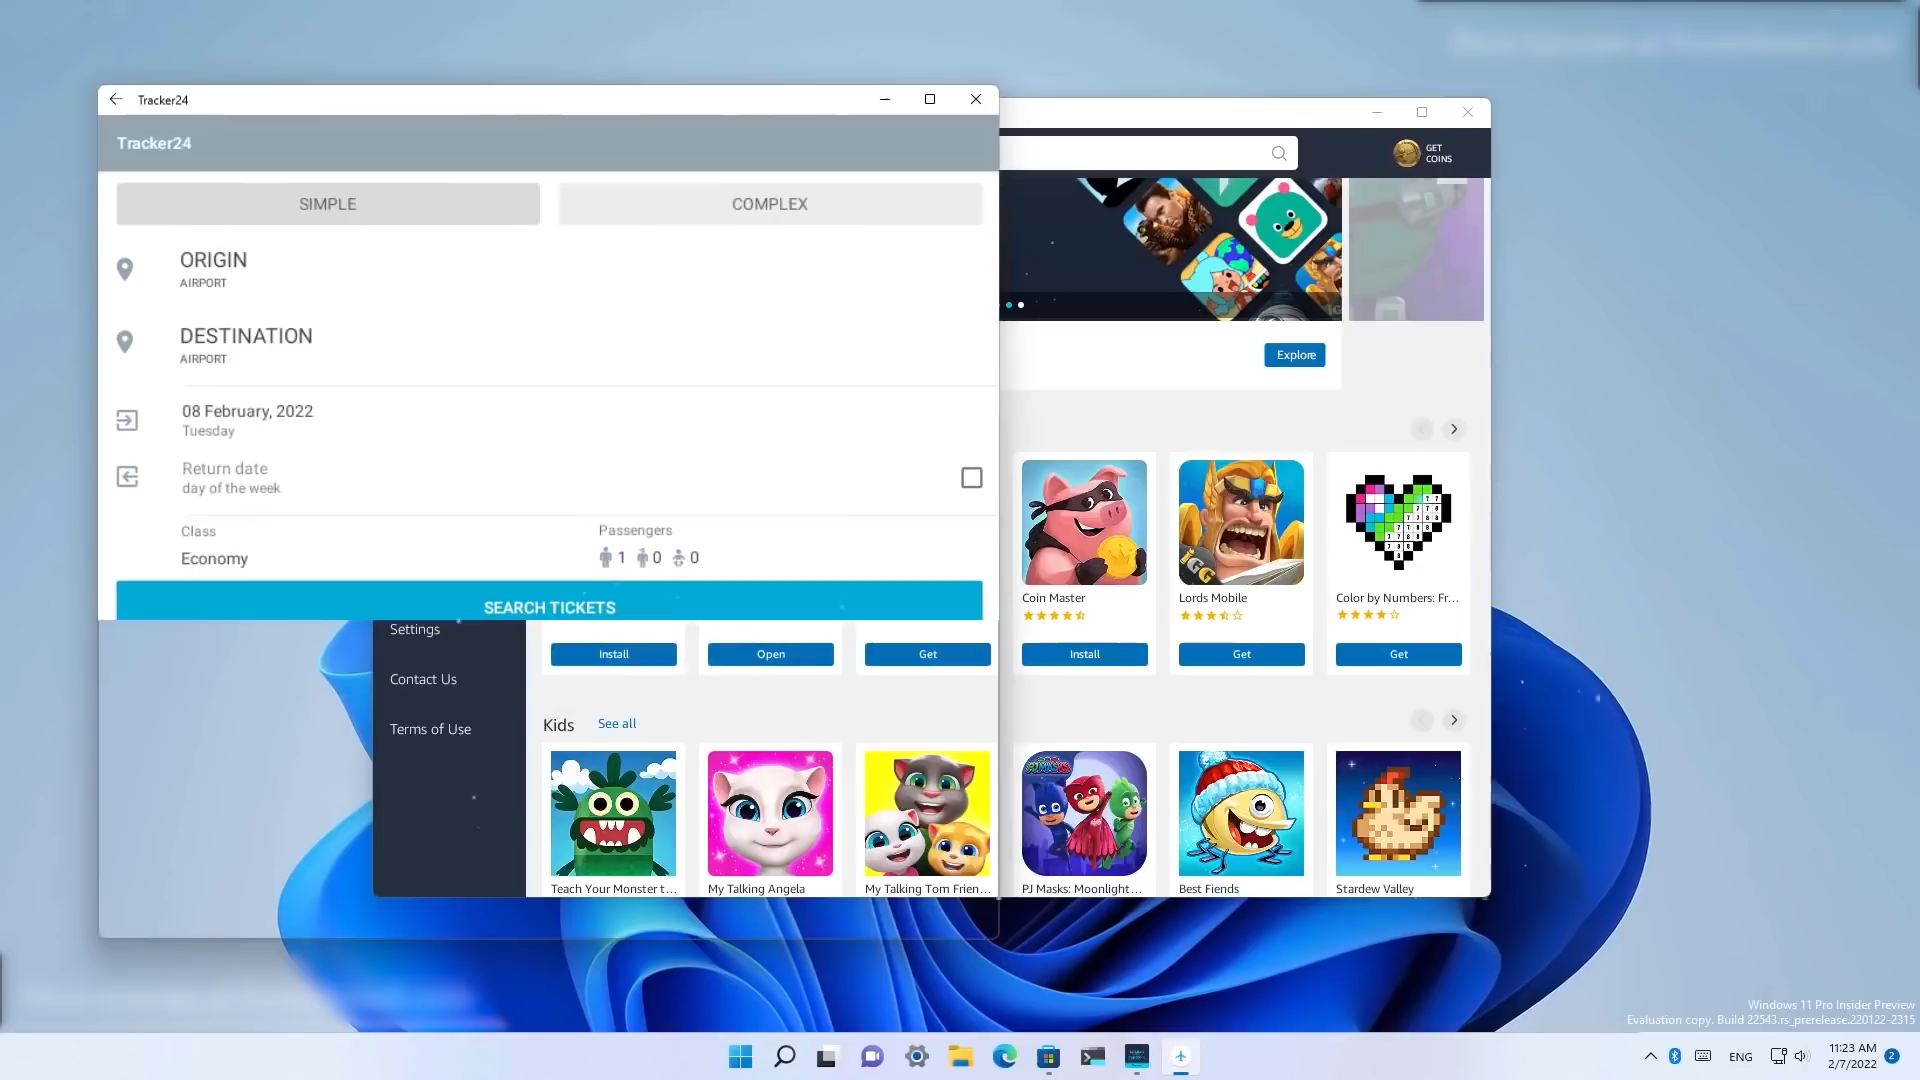 Tracker24
Tracker24
SIMPLE
COMPLEX
ORIGIN
AIRPORT
DESTINATION
AIRPORT
08 February, 2022
Tuesday
Return date
day of the week
Class
Passengers
Economy
1 0 0
SEARCH TICKETS
GET
COINS
Explore
Coin Master
Lords Mobile
Color by Numbers: Fr...
IGG
Settings
Install
Open
Get
Install
Get
Get
Contact Us
Terms of Use
Kids
See all
Teach Your Monster t...
My Talking Angela
My Talking Tom Frien...
PJ Masks: Moonlight...
Best Fiends
Stardew Valley
Windows 11 Pro Insider Preview
Evaluation copy. Build 22543.rs_prerelease.220122-2315
ENG
11:23 AM
2/7/2022
2